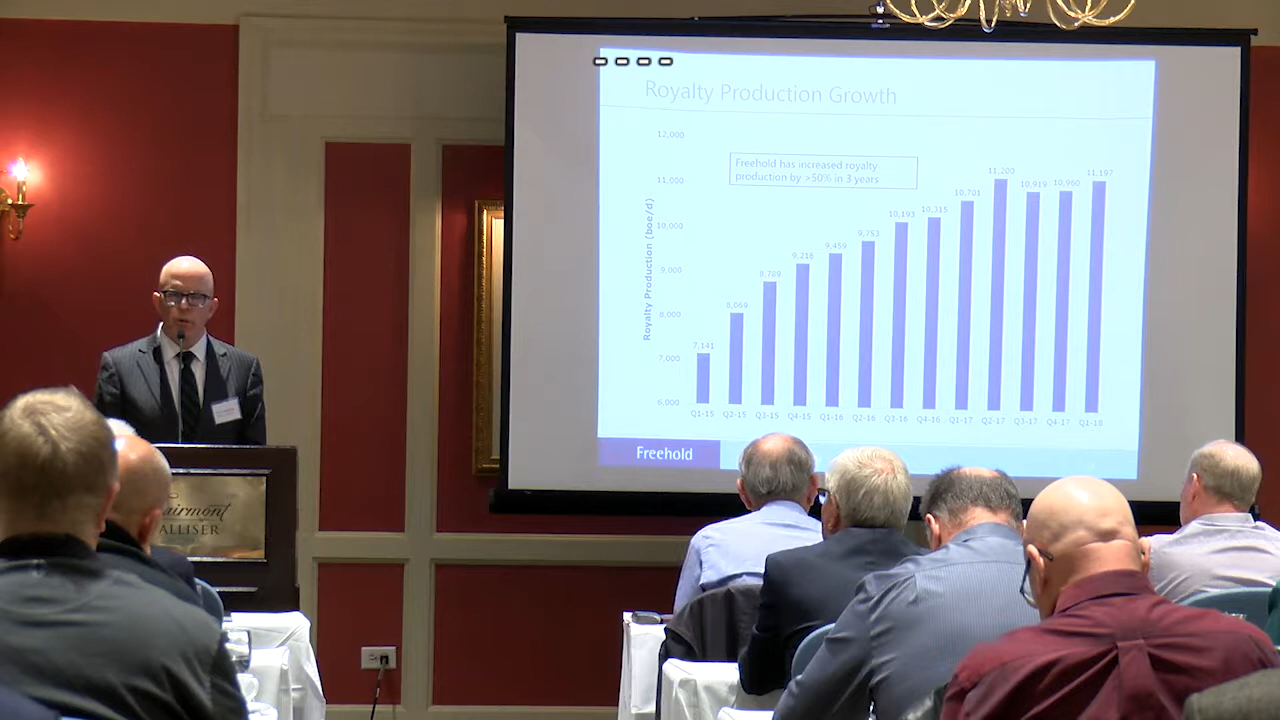 Royalty Production Growth
12,000
11,000
10,000
9,000
8,000
7,000
6,000
Royalty Production (boe/d)
Freehold has increased royalty
production by >50% in 3 years
7,141
8,069
8,789
9,216
9,459
9,753
10,193
10,315
10,701
11,200
10,919
10,960
11,197
Q1-15
Q2-15
Q3-15
Q4-15
Q1-16
Q2-16
Q3-16
Q4-16
Q1-17
Q2-17
Q3-17
Q4-17
Q1-18
Freehold
airmont
ALLISER